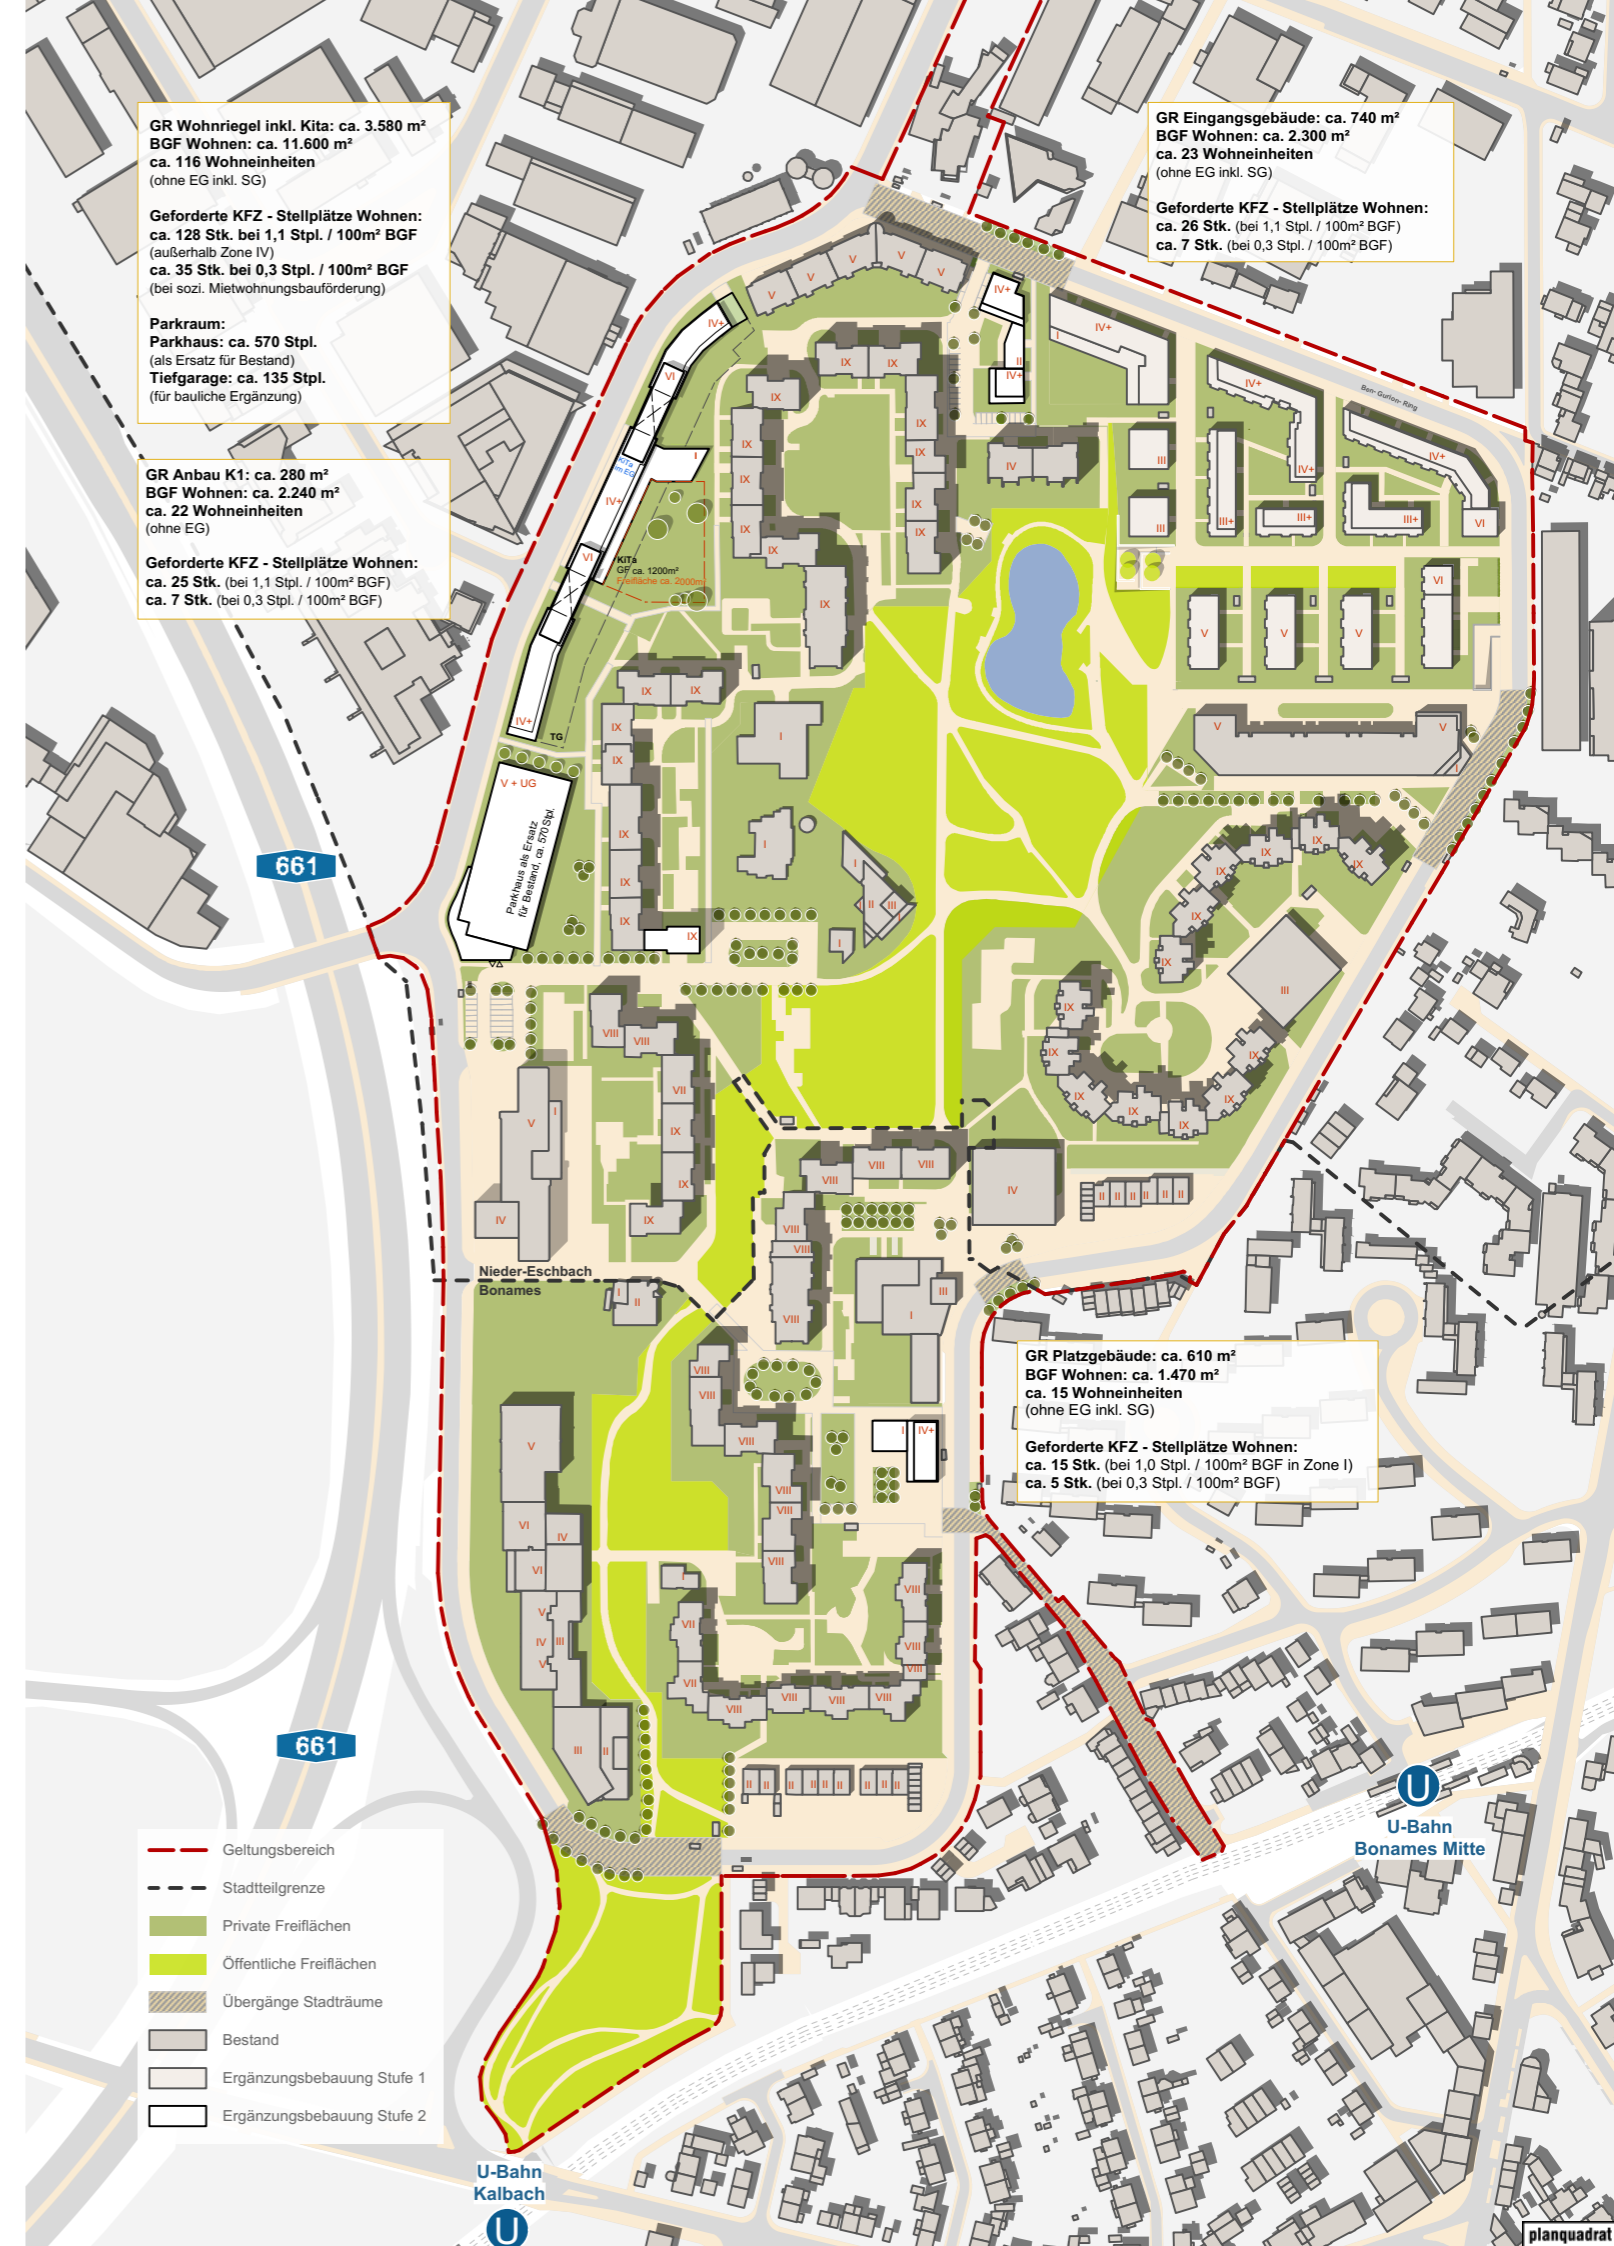 GR Wohnriegel inkl. Kita: ca. 3.580 m²
BGF Wohnen: ca. 11.600 m²
ca. 116 Wohneinheiten
(ohne EG inkl. SG)
Geforderte KFZ - Stellplätze Wohnen:
ca. 128 Stk. bei 1,1 Stpl. / 100m² BGF
(außerhalb Zone IV)
ca. 35 Stk. bei 0,3 Stpl. / 100m² BGF
(bei sozi. Mietwohnungsbauförderung)
Parkraum:
Parkhaus: ca. 570 Stpl.
(als Ersatz für Bestand)
Tiefgarage: ca. 135 Stpl.
(für bauliche Ergänzung)
GR Anbau K1: ca. 280 m²
BGF Wohnen: ca. 2.240 m²
ca. 22 Wohneinheiten
(ohne EG)
Geforderte KFZ - Stellplätze Wohnen:
ca. 25 Stk. (bei 1,1 Stpl. / 100m² BGF)
ca. 7 Stk. (bei 0,3 Stpl. / 100m² BGF)
GR Eingangsgebäude: ca. 740 m²
BGF Wohnen: ca. 2.300 m²
ca. 23 Wohneinheiten
(ohne EG inkl. SG)
Geforderte KFZ - Stellplätze Wohnen:
ca. 26 Stk. (bei 1,1 Stpl. / 100m² BGF)
ca. 7 Stk. (bei 0,3 Stpl. / 100m² BGF)
Ben-Gurion-Ring
KiTa
im EG
KiTa
GF ca. 1200m²
Freifläche ca. 2000m²
TG
V + UG
Parkhaus als Ersatz
für Bestand, ca. 570 Stpl.
661
Nieder-Eschbach
Bonames
GR Platzgebäude: ca. 610 m²
BGF Wohnen: ca. 1.470 m²
ca. 15 Wohneinheiten
(ohne EG inkl. SG)
Geforderte KFZ - Stellplätze Wohnen:
ca. 15 Stk. (bei 1,0 Stpl. / 100m² BGF in Zone I)
ca. 5 Stk. (bei 0,3 Stpl. / 100m² BGF)
661
U
U-Bahn
Bonames Mitte
Geltungsbereich
Stadtteilgrenze
Private Freiflächen
Öffentliche Freiflächen
Übergänge Stadträume
Bestand
Ergänzungsbebauung Stufe 1
Ergänzungsbebauung Stufe 2
U-Bahn
Kalbach
U
planquadrat